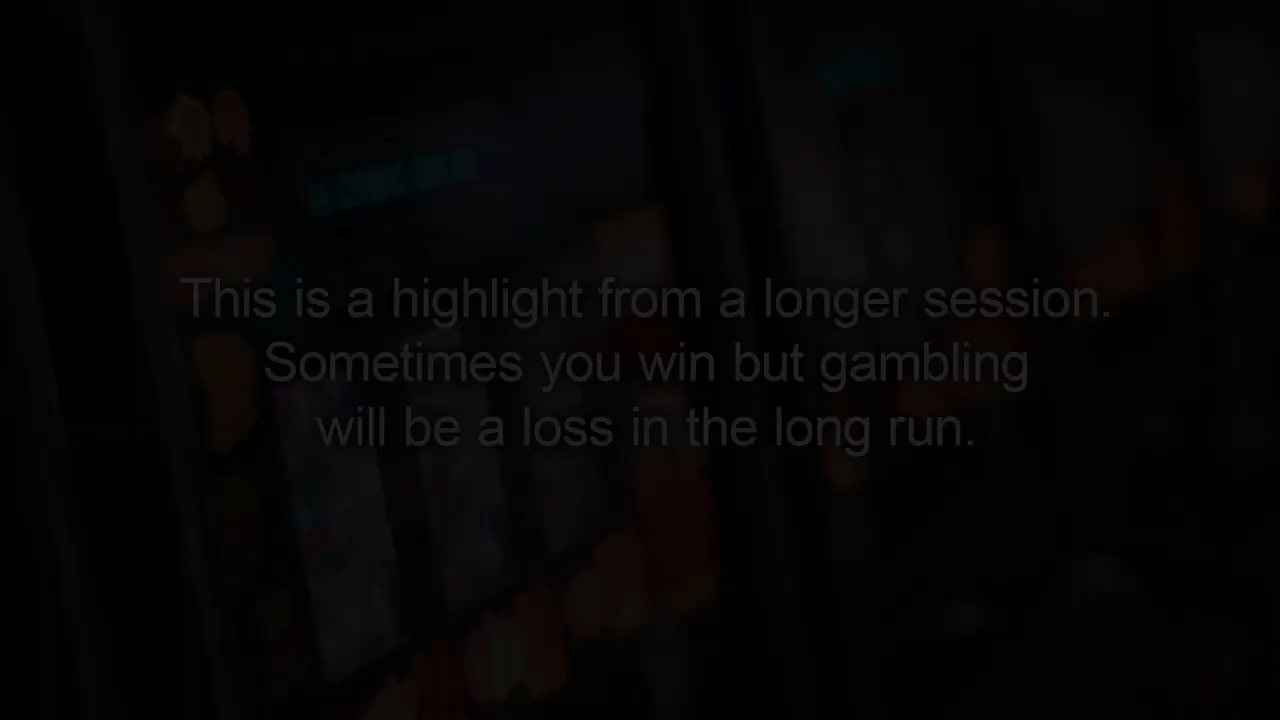 This is a highlight from a longer session.
Sometimes you win but gambling
will be a loss in the long run.